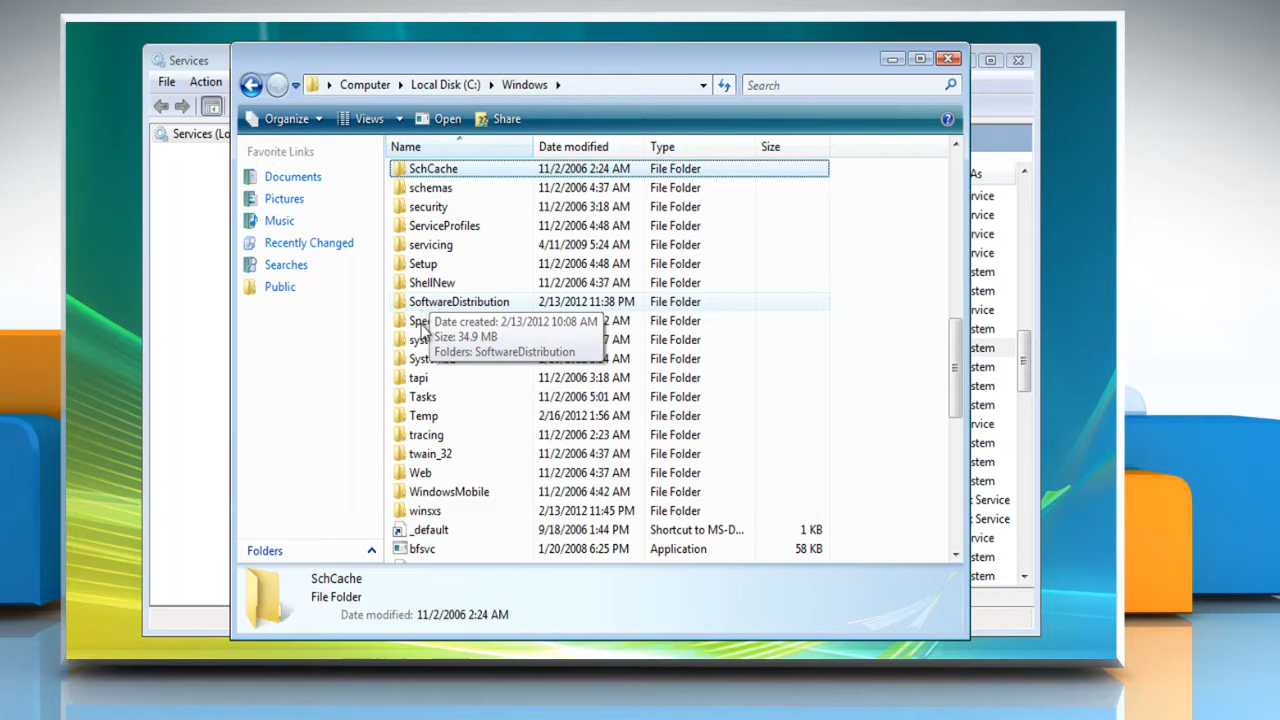 Services
File Action
Services (Lo
Computer Local Disk (C:) Windows
Search
Organize Views Open Share
Favorite Links
Documents
Pictures
Music
Recently Changed
Searches
Public
Folders
Name Date modified Type Size
SchCache 11/2/2006 2:24 AM File Folder
schemas 11/2/2006 4:37 AM File Folder
security 11/2/2006 3:18 AM File Folder
ServiceProfiles 11/2/2006 4:48 AM File Folder
servicing 4/11/2009 5:24 AM File Folder
Setup 11/2/2006 4:48 AM File Folder
ShellNew 11/2/2006 4:37 AM File Folder
SoftwareDistribution 2/13/2012 11:38 PM File Folder
2 AM File Folder
AM File Folder
AM File Folder
Date created: 2/13/2012 10:08 AM
Size: 34.9 MB
Folders: SoftwareDistribution
tapi 11/2/2006 3:18 AM File Folder
Tasks 11/2/2006 5:01 AM File Folder
Temp 2/16/2012 1:56 AM File Folder
tracing 11/2/2006 2:23 AM File Folder
twain_32 11/2/2006 4:37 AM File Folder
Web 11/2/2006 4:37 AM File Folder
WindowsMobile 11/2/2006 4:42 AM File Folder
winsxs 2/13/2012 11:45 PM File Folder
_default 9/18/2006 1:44 PM Shortcut to MS-D... 1 KB
bfsvc 1/20/2008 6:25 PM Application 58 KB
SchCache
File Folder
Date modified: 11/2/2006 2:24 AM
As
rvice
rvice
rvice
rvice
stem
stem
rvice
stem
stem
stem
stem
stem
rvice
stem
stem
stem
: Service
: Service
rvice
stem
stem